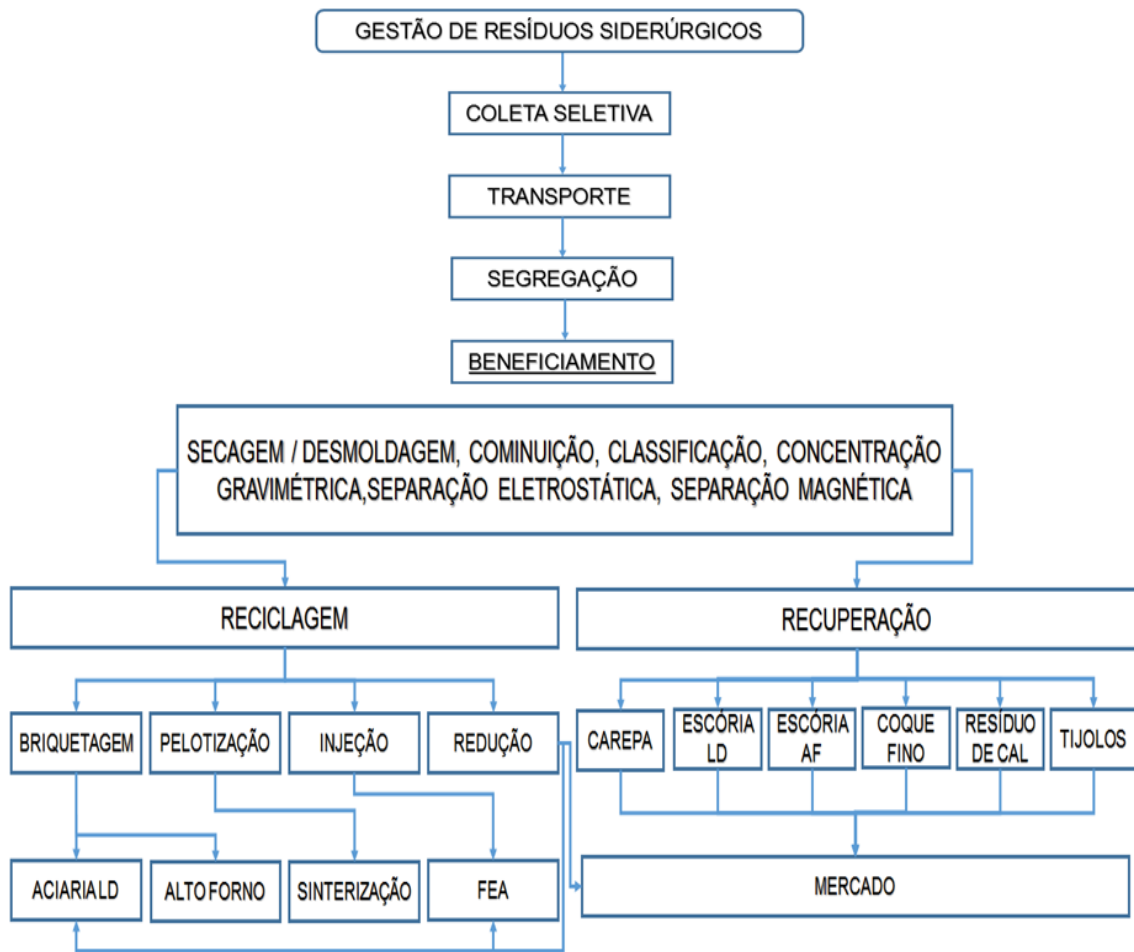 GESTÃO DE RESÍDUOS SIDERÚRGICOS
COLETA SELETIVA
TRANSPORTE
SEGREGAÇÃO
BENEFICIAMENTO
SECAGEM / DESMOLDAGEM, COMINUIÇÃO, CLASSIFICAÇÃO, CONCENTRAÇÃO
GRAVIMÉTRICA,SEPARAÇÃO ELETROSTÁTICA, SEPARAÇÃO MAGNÉTICA
RECICLAGEM
RECUPERAÇÃO
BRIQUETAGEM
PELOTIZAÇÃO
INJEÇÃO
REDUÇÃO
CAREPA
ESCÓRIA
LD
ESCÓRIA
AF
COQUE
FINO
RESÍDUO
DE CAL
TIJOLOS
ACIARIA LD
ALTO FORNO
SINTERIZAÇÃO
FEA
MERCADO